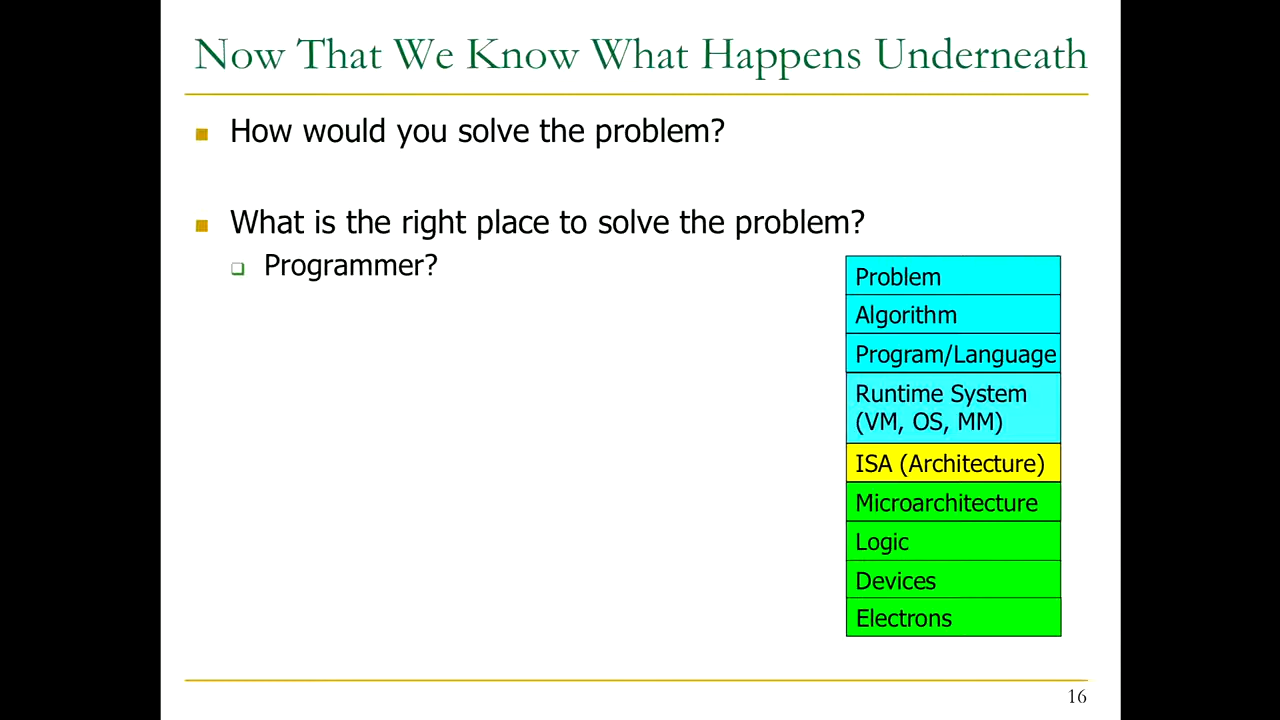 Now That We Know What Happens Underneath
How would you solve the problem?
What is the right place to solve the problem?
Programmer?
Problem
Algorithm
Program/Language
Runtime System
(VM, OS, MM)
ISA (Architecture)
Microarchitecture
Logic
Devices
Electrons
16